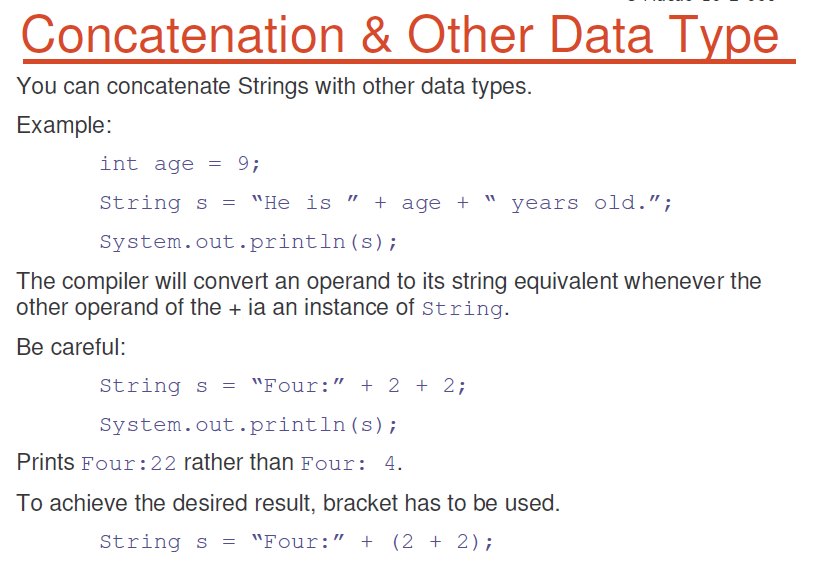 Concatenation & Other Data Type
You can concatenate Strings with other data types.
Example:
int age = 9;
String s = “He is ” + age + “ years old.”;
System.out.println(s);
The compiler will convert an operand to its string equivalent whenever the
other operand of the + ia an instance of String.
Be careful:
String s = “Four:” + 2 + 2;
System.out.println(s);
Prints Four:22 rather than Four: 4.
To achieve the desired result, bracket has to be used.
String s = “Four:” + (2 + 2);